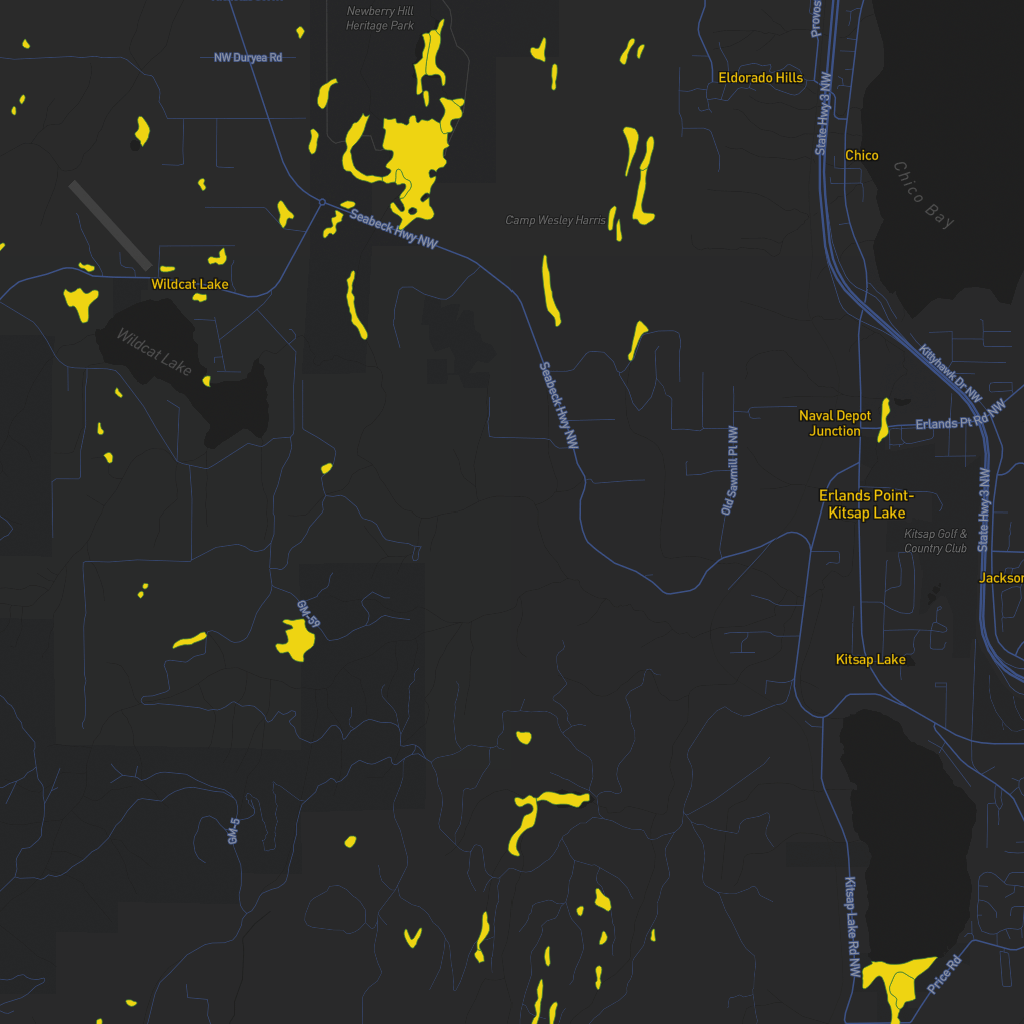 Newberry Hill
Heritage Park
NW Duryea Rd
Provos
Eldorado Hills
State Hwy 3 NW
Chico
Chico Bay
Camp Wesley Harris
Seabeck Hwy NW
Wildcat Lake
Wildcat Lake
Kittyhawk Dr NW
Seabeck Hwy NW
Naval Depot
Junction
Erlands Pt Rd NW
Old Sawmill Pl NW
State Hwy 3 NW
Erlands Point-
Kitsap Lake
Kitsap Golf &
Country Club
Jackson
GM-59
Kitsap Lake
GM-5
Kitsap Lake Rd NW
Price Rd